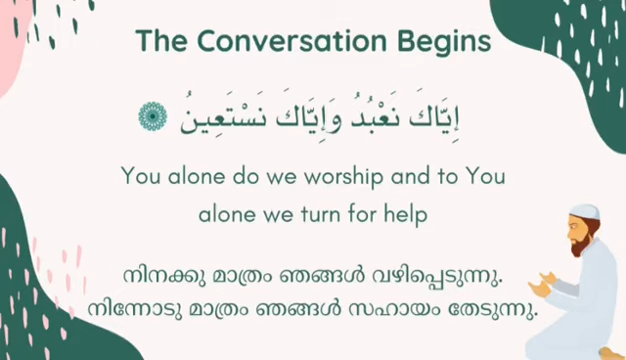 The Conversation Begins
إِيَّاكَ نَعْبُدُ وَإِيَّاكَ نَسْتَعِينُ
You alone do we worship and to You
alone we turn for help
നിനക്കു മാത്രം ഞങ്ങൾ വഴിപ്പെടുന്നു.
നിന്നോടു മാത്രം ഞങ്ങൾ സഹായം തേടുന്നു.